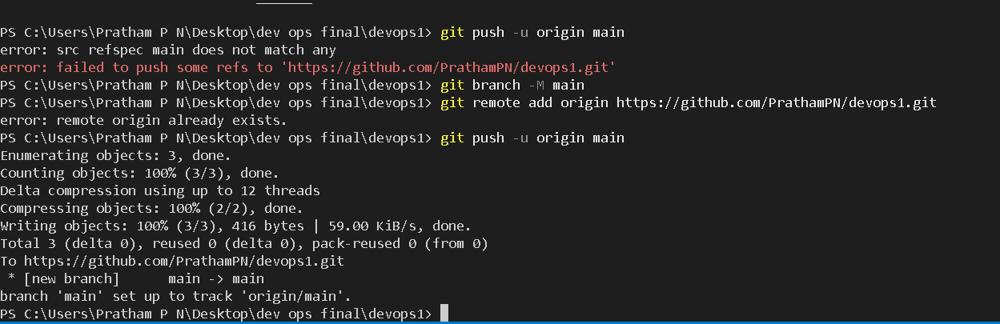 PS C:\Users\Pratham P N\Desktop\dev ops final\devops1> git push -u origin main
error: src refspec main does not match any
error: failed to push some refs to 'https://github.com/PrathamPN/devops1.git'
PS C:\Users\Pratham P N\Desktop\dev ops final\devops1> git branch -M main
PS C:\Users\Pratham P N\Desktop\dev ops final\devops1> git remote add origin https://github.com/PrathamPN/devops1.git
error: remote origin already exists.
PS C:\Users\Pratham P N\Desktop\dev ops final\devops1> git push -u origin main
Enumerating objects: 3, done.
Counting objects: 100% (3/3), done.
Delta compression using up to 12 threads
Compressing objects: 100% (2/2), done.
Writing objects: 100% (3/3), 416 bytes | 59.00 KiB/s, done.
Total 3 (delta 0), reused 0 (delta 0), pack-reused 0 (from 0)
To https://github.com/PrathamPN/devops1.git
 * [new branch]      main -> main
branch 'main' set up to track 'origin/main'.
PS C:\Users\Pratham P N\Desktop\dev ops final\devops1>